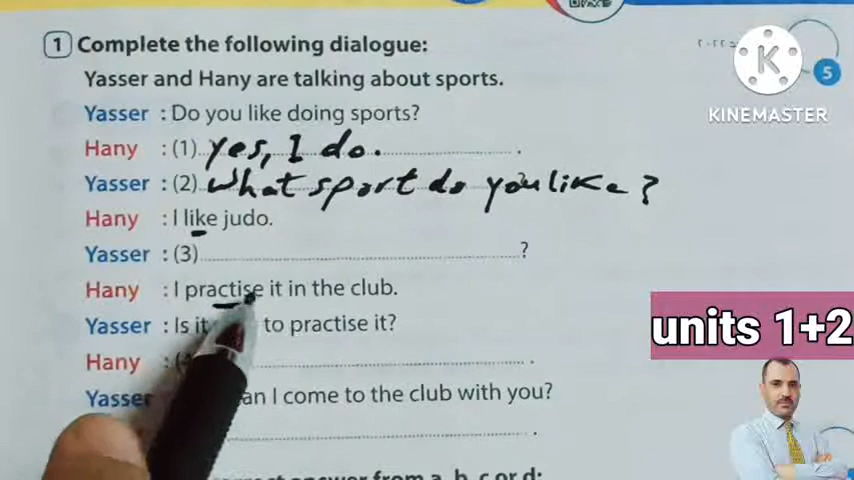 1 Complete the following dialogue:
5
KINEMASTER
Yasser and Hany are talking about sports.
Yasser : Do you like doing sports?
Hany : (1) yes, I do.
Yasser : (2) What sport do you like ?
Hany : I like judo.
Yasser : (3) ?
Hany : I practise it in the club.
units 1+2
Yasser : Is it to practise it?
Hany :
Yasser an I come to the club with you?
answer from a, b, c or d: